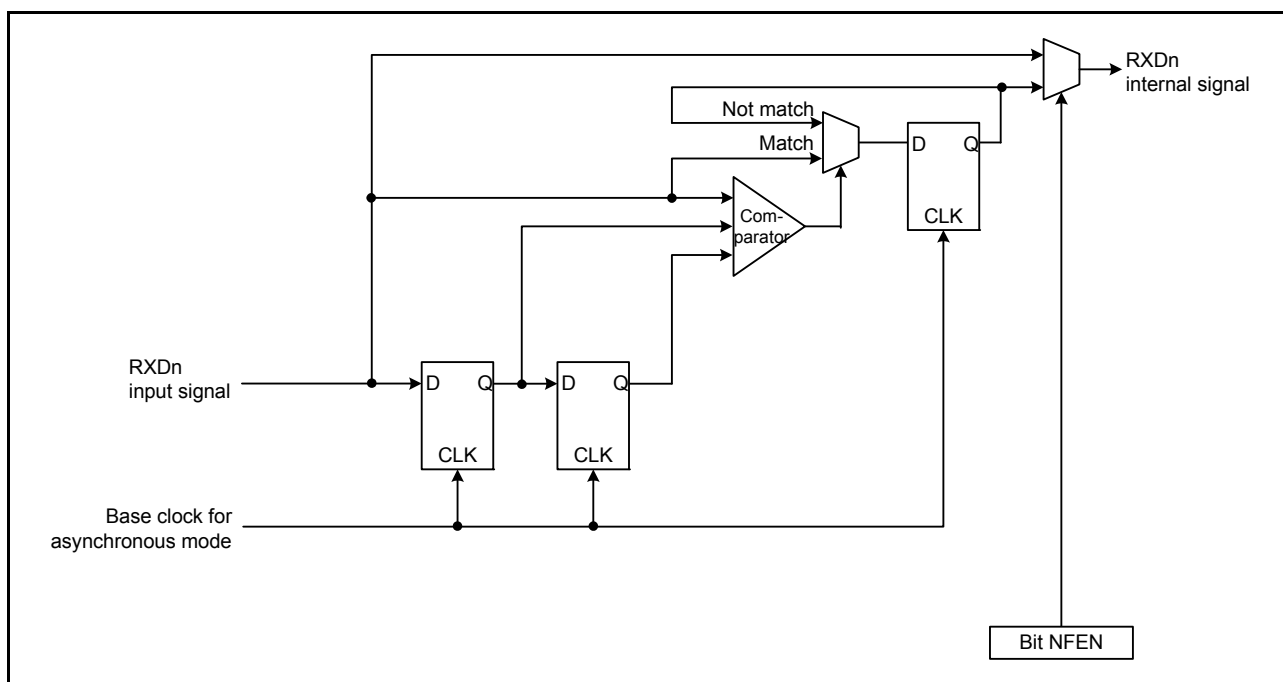 RXDn
internal signal
Not match
Match
D
Q
CLK
Com-
parator
RXDn
input signal
D
Q
CLK
D
Q
CLK
Base clock for
asynchronous mode
Bit NFEN